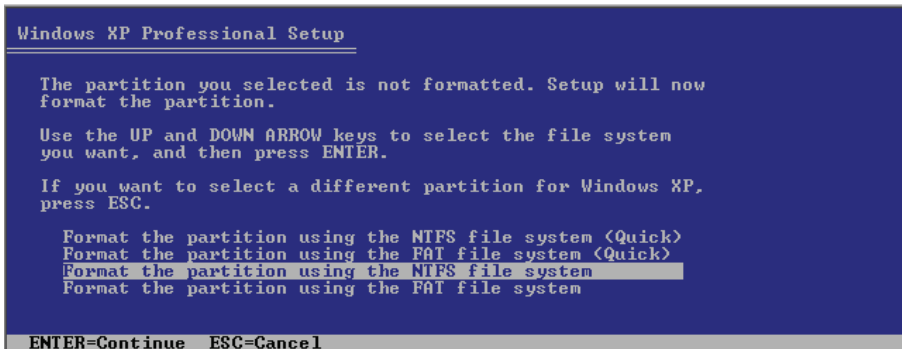 Windows XP Professional Setup
The partition you selected is not formatted. Setup will now
format the partition.
Use the UP and DOWN ARROW keys to select the file system
you want, and then press ENTER.
If you want to select a different partition for Windows XP,
press ESC.
Format the partition using the NTFS file system (Quick)
Format the partition using the FAT file system (Quick)
Format the partition using the NTFS file system
Format the partition using the FAT file system
ENTER=Continue ESC=Cancel